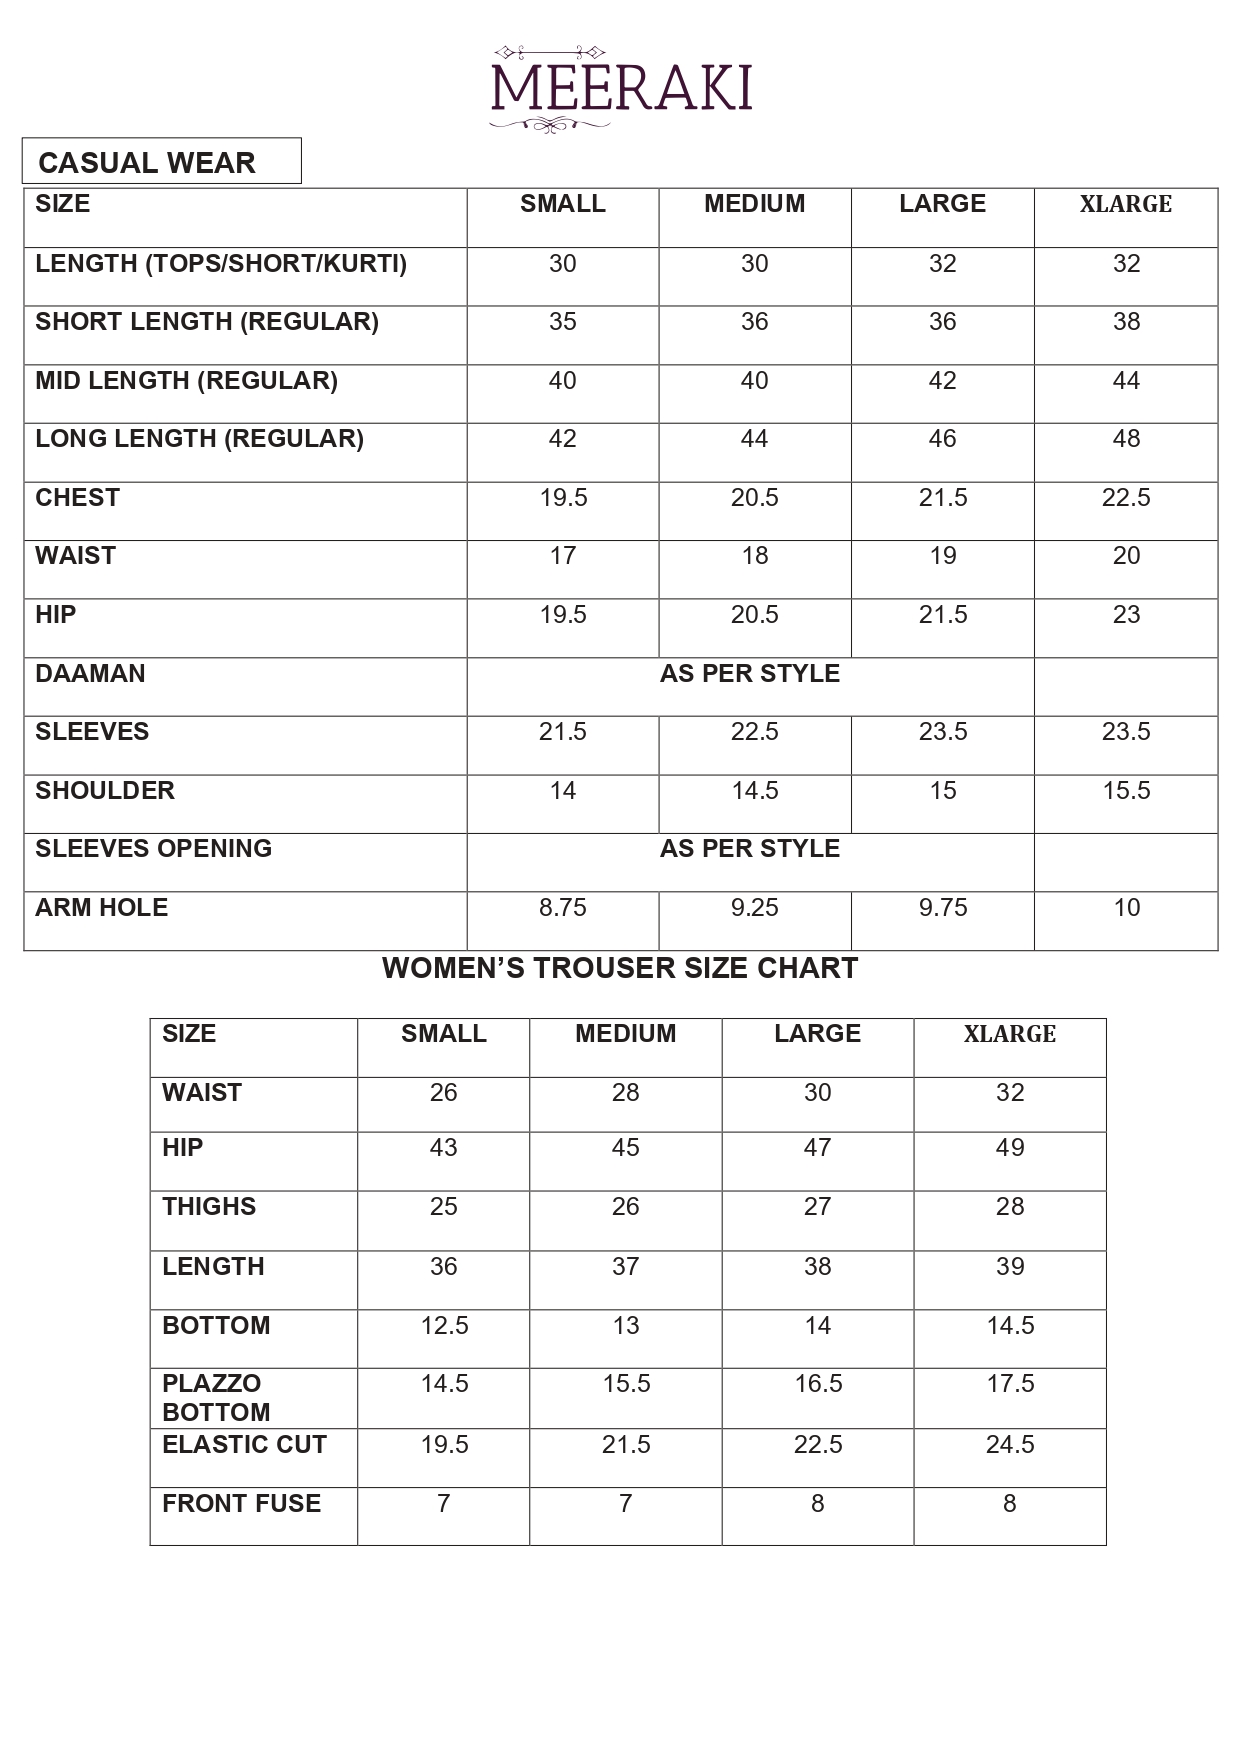 MEERAKI
CASUAL WEAR
SIZE SMALL MEDIUM LARGE XLARGE
LENGTH (TOPS/SHORT/KURTI) 30 30 32 32
SHORT LENGTH (REGULAR) 35 36 36 38
MID LENGTH (REGULAR) 40 40 42 44
LONG LENGTH (REGULAR) 42 44 46 48
CHEST 19.5 20.5 21.5 22.5
WAIST 17 18 19 20
HIP 19.5 20.5 21.5 23
DAAMAN AS PER STYLE
SLEEVES 21.5 22.5 23.5 23.5
SHOULDER 14 14.5 15 15.5
SLEEVES OPENING AS PER STYLE
ARM HOLE 8.75 9.25 9.75 10
WOMEN’S TROUSER SIZE CHART
SIZE SMALL MEDIUM LARGE XLARGE
WAIST 26 28 30 32
HIP 43 45 47 49
THIGHS 25 26 27 28
LENGTH 36 37 38 39
BOTTOM 12.5 13 14 14.5
PLAZZO 14.5 15.5 16.5 17.5
BOTTOM
ELASTIC CUT 19.5 21.5 22.5 24.5
FRONT FUSE 7 7 8 8